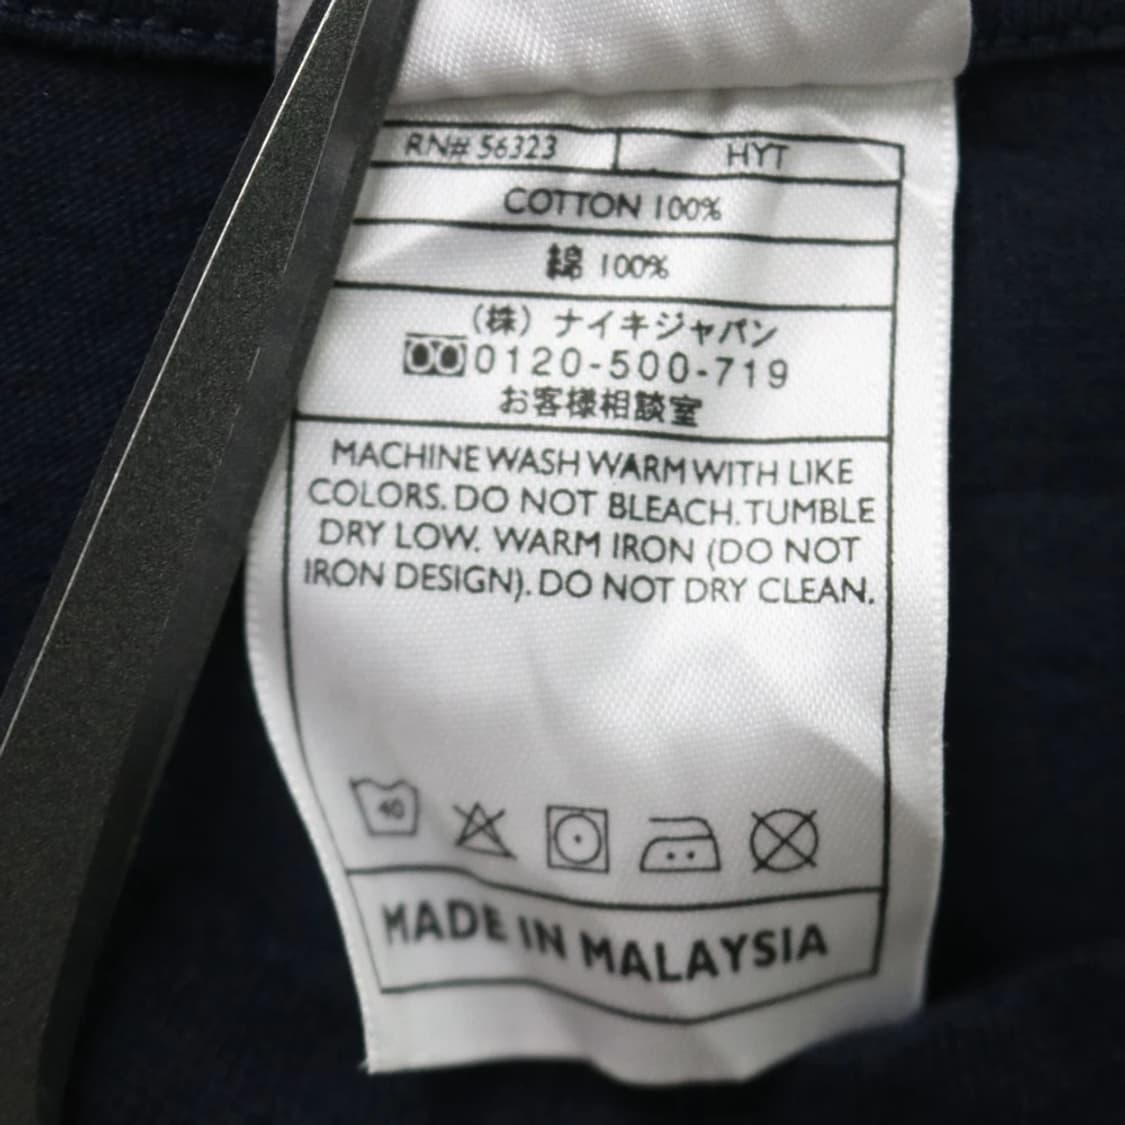 RN# 56323 HYT
COTTON 100%
綿 100%
(株) ナイキジャパン
0120-500-719
お客様相談室
MACHINE WASH WARM WITH LIKE
COLORS. DO NOT BLEACH. TUMBLE
DRY LOW. WARM IRON (DO NOT
IRON DESIGN). DO NOT DRY CLEAN.
40
MADE IN MALAYSIA